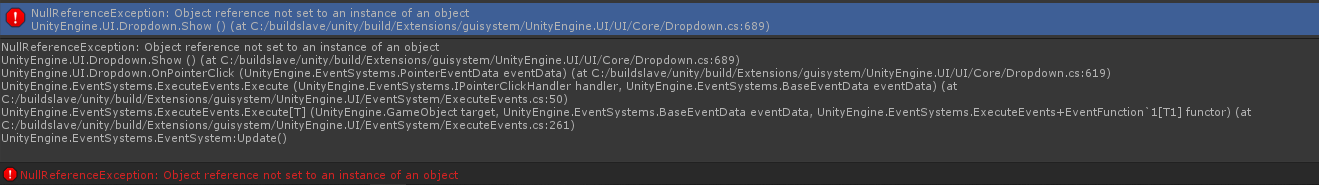 NullReferenceException: Object reference not set to an instance of an object
UnityEngine.UI.Dropdown.Show () (at C:/buildslave/unity/build/Extensions/guisystem/UnityEngine.UI/UI/Core/Dropdown.cs:689)
NullReferenceException: Object reference not set to an instance of an object
UnityEngine.UI.Dropdown.Show () (at C:/buildslave/unity/build/Extensions/guisystem/UnityEngine.UI/UI/Core/Dropdown.cs:689)
UnityEngine.UI.Dropdown.OnPointerClick (UnityEngine.EventSystems.PointerEventData eventData) (at C:/buildslave/unity/build/Extensions/guisystem/UnityEngine.UI/UI/Core/Dropdown.cs:619)
UnityEngine.EventSystems.ExecuteEvents.Execute (UnityEngine.EventSystems.IPointerClickHandler handler, UnityEngine.EventSystems.BaseEventData eventData) (at
C:/buildslave/unity/build/Extensions/guisystem/UnityEngine.UI/EventSystem/ExecuteEvents.cs:50)
UnityEngine.EventSystems.ExecuteEvents.Execute[T] (UnityEngine.GameObject target, UnityEngine.EventSystems.BaseEventData eventData, UnityEngine.EventSystems.ExecuteEvents+EventFunction`1[T1] functor) (at
C:/buildslave/unity/build/Extensions/guisystem/UnityEngine.UI/EventSystem/ExecuteEvents.cs:261)
UnityEngine.EventSystems.EventSystem:Update()
NullReferenceException: Object reference not set to an instance of an object